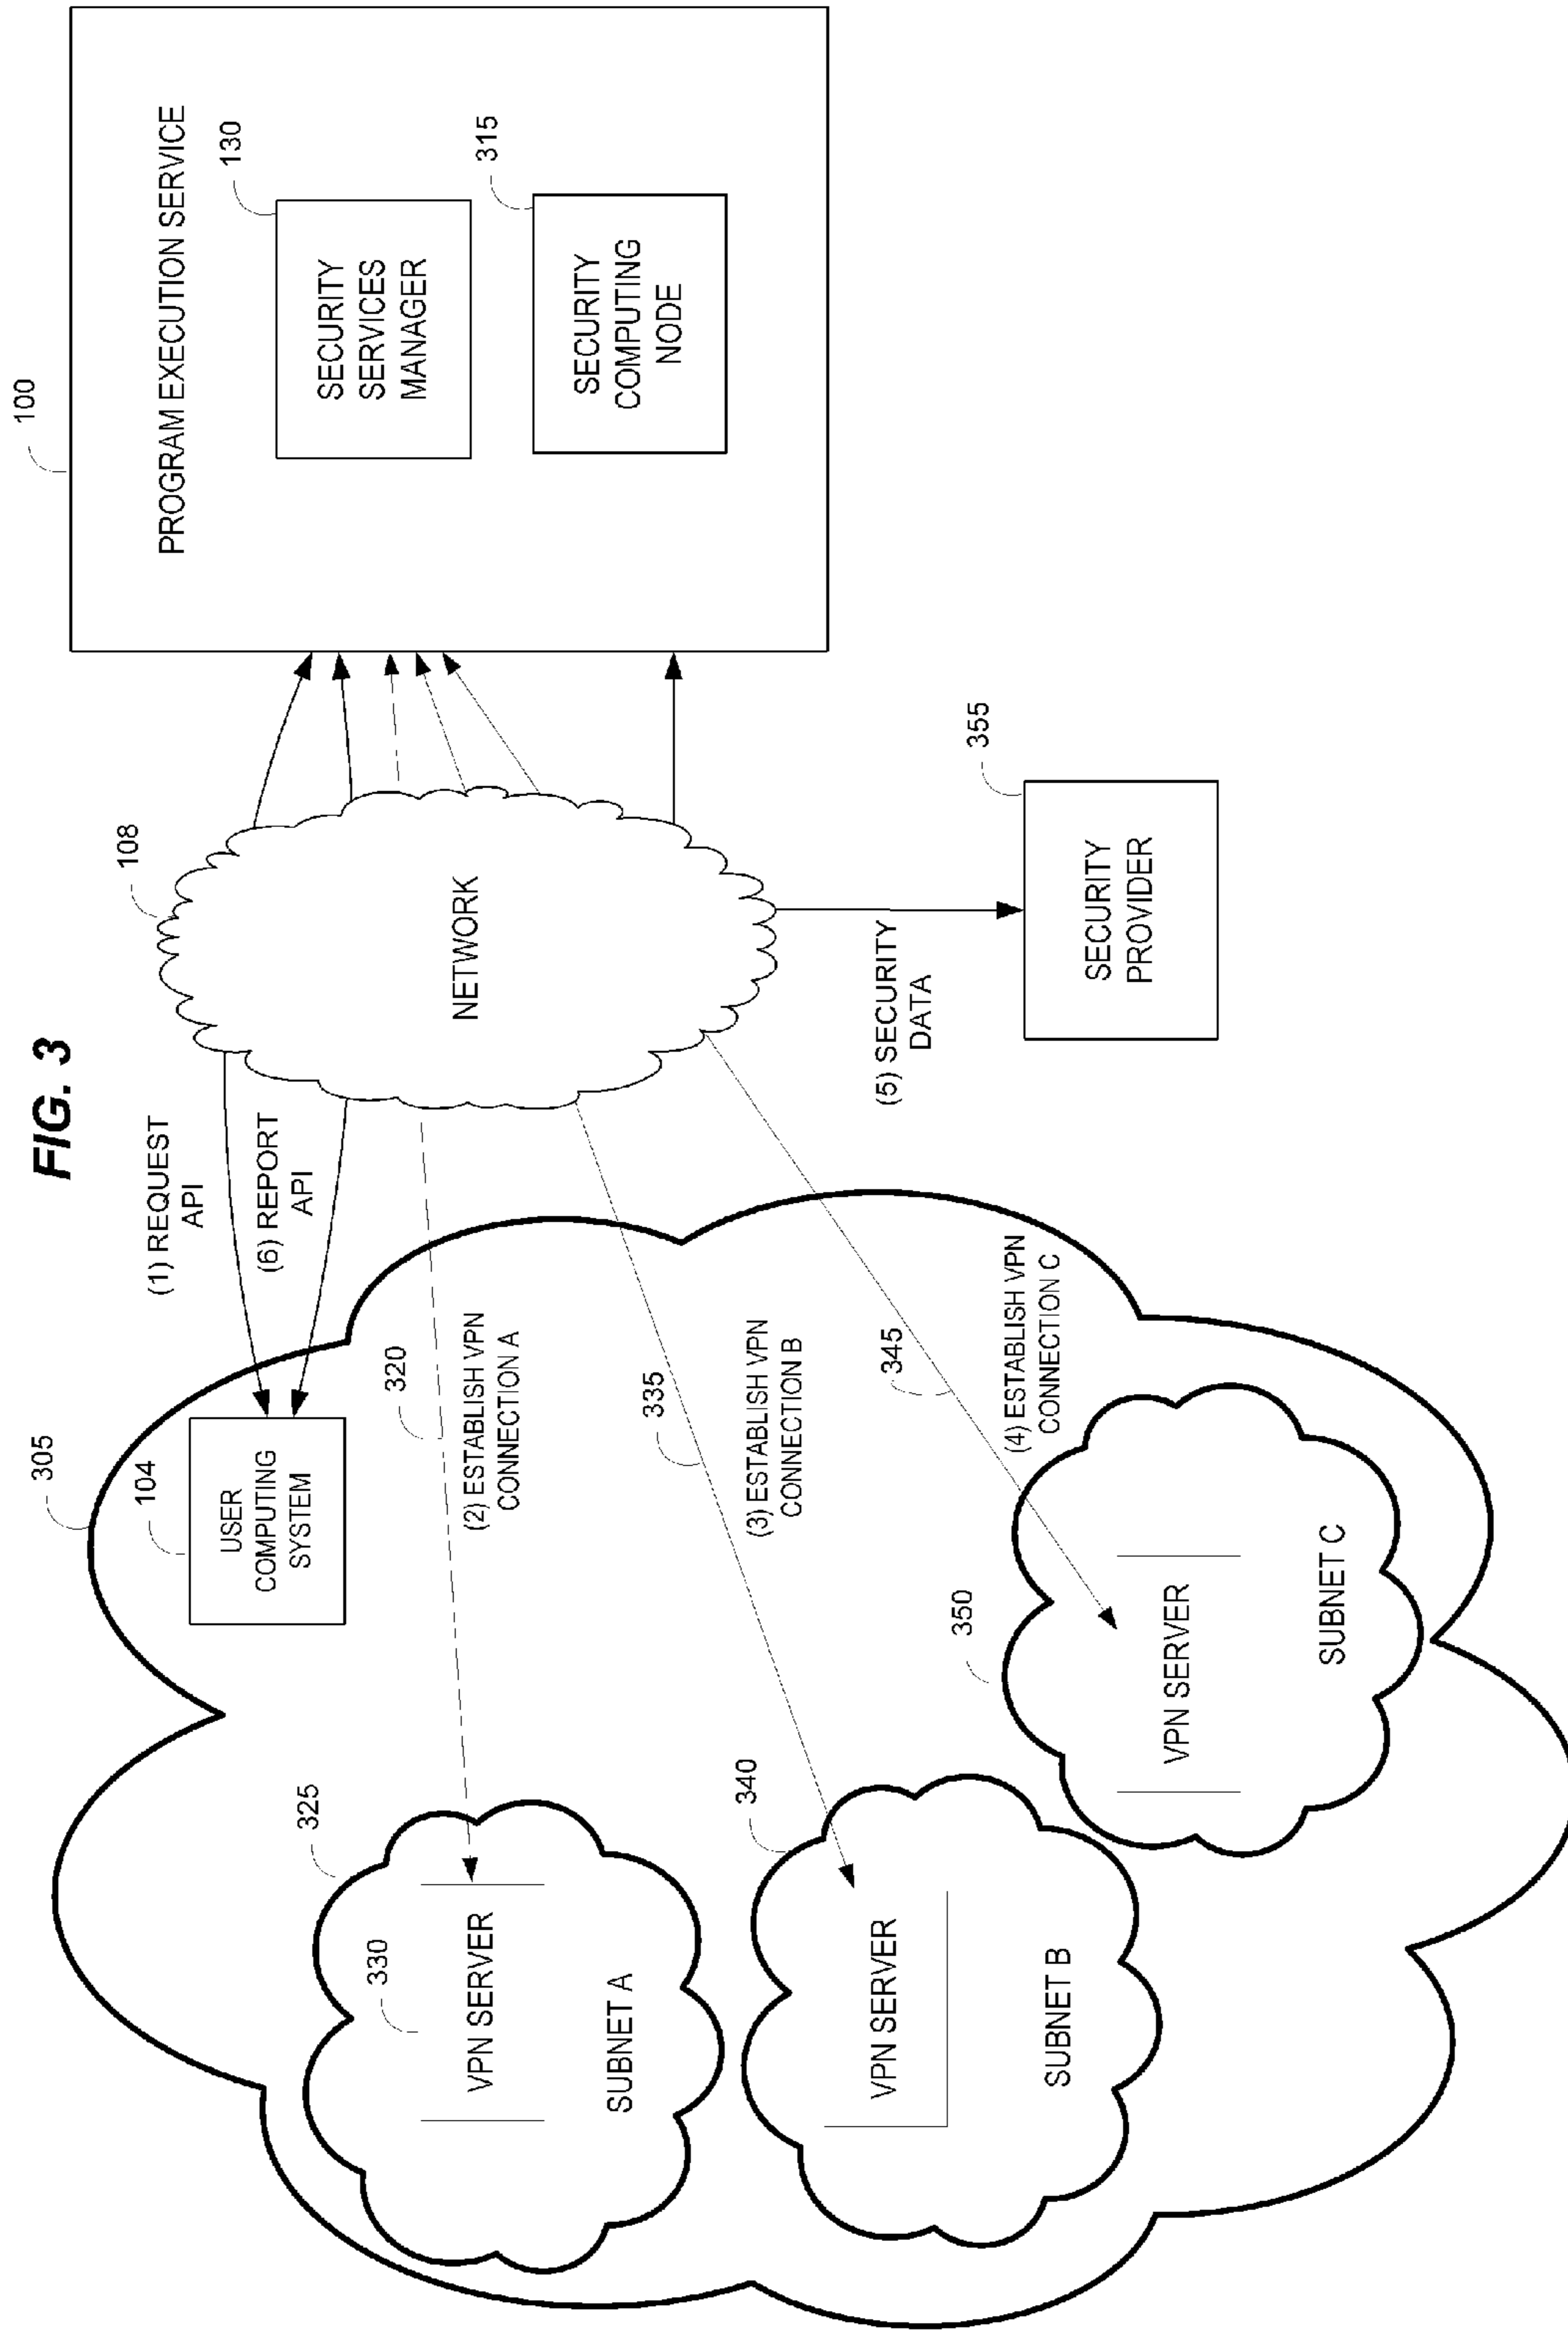 FIG. 3
305
104
USER
COMPUTING
SYSTEM
(1) REQUEST
API
(6) REPORT
API
108
NETWORK
100
PROGRAM EXECUTION SERVICE
130
SECURITY
SERVICES
MANAGER
315
SECURITY
COMPUTING
NODE
325
330
VPN SERVER
SUBNET A
320
(2) ESTABLISH VPN
CONNECTION A
340
VPN SERVER
SUBNET B
335
(3) ESTABLISH VPN
CONNECTION B
350
VPN SERVER
SUBNET C
345
(4) ESTABLISH VPN
CONNECTION C
(5) SECURITY
DATA
355
SECURITY
PROVIDER